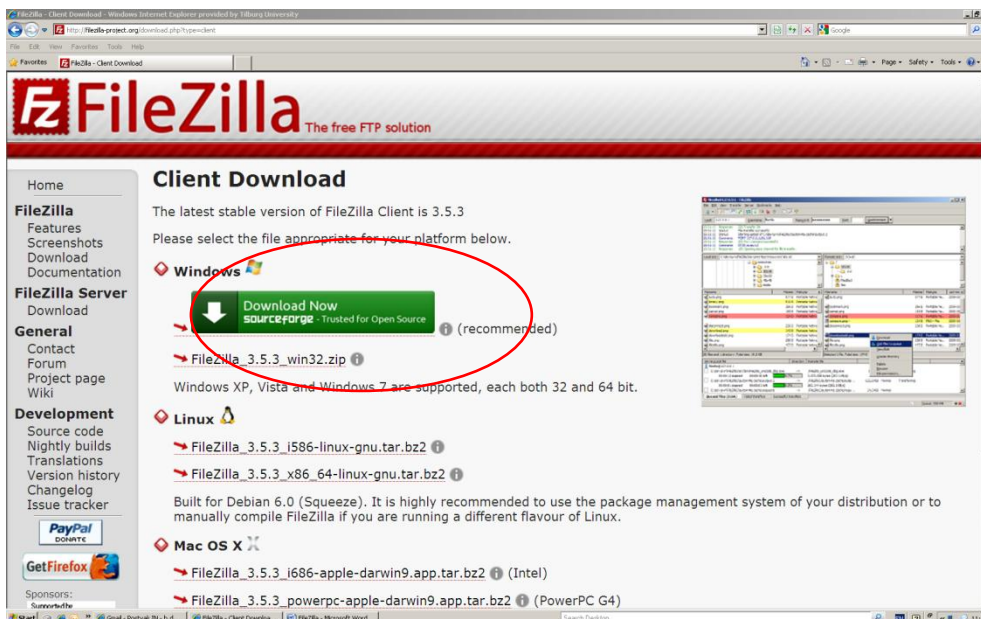 FileZilla - Client Download - Windows Internet Explorer provided by Tilburg University
http://filezilla-project.org/download.php?type=client
Google
File Edit View Favorites Tools Help
Favorites FileZilla - Client Download
Page Safety Tools
FileZilla The free FTP solution
Home
FileZilla
Features
Screenshots
Download
Documentation
FileZilla Server
Download
General
Contact
Forum
Project page
Wiki
Development
Source code
Nightly builds
Translations
Version history
Changelog
Issue tracker
PayPal
DONATE
Get Firefox
Sponsors:
Supported by
Client Download
The latest stable version of FileZilla Client is 3.5.3
Please select the file appropriate for your platform below.
Windows
Download Now
sourceforge - Trusted for Open Source
(recommended)
FileZilla_3.5.3_win32.zip
Windows XP, Vista and Windows 7 are supported, each both 32 and 64 bit.
Linux
FileZilla_3.5.3_i586-linux-gnu.tar.bz2
FileZilla_3.5.3_x86_64-linux-gnu.tar.bz2
Built for Debian 6.0 (Squeeze). It is highly recommended to use the package management system of your distribution or to
manually compile FileZilla if you are running a different flavour of Linux.
Mac OS X
FileZilla_3.5.3_i686-apple-darwin9.app.tar.bz2 (Intel)
FileZilla_3.5.3_powerpc-apple-darwin9.app.tar.bz2 (PowerPC G4)
Start
FileZilla - Client Downloa...
FileZilla - Microsoft Word
Search Desktop